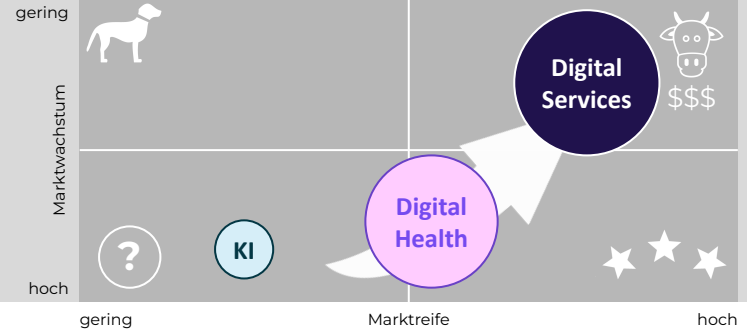 gering
Marktwachstum
hoch
Digital
Services
$$$
Digital
Health
KI
?
gering
Marktreife
hoch